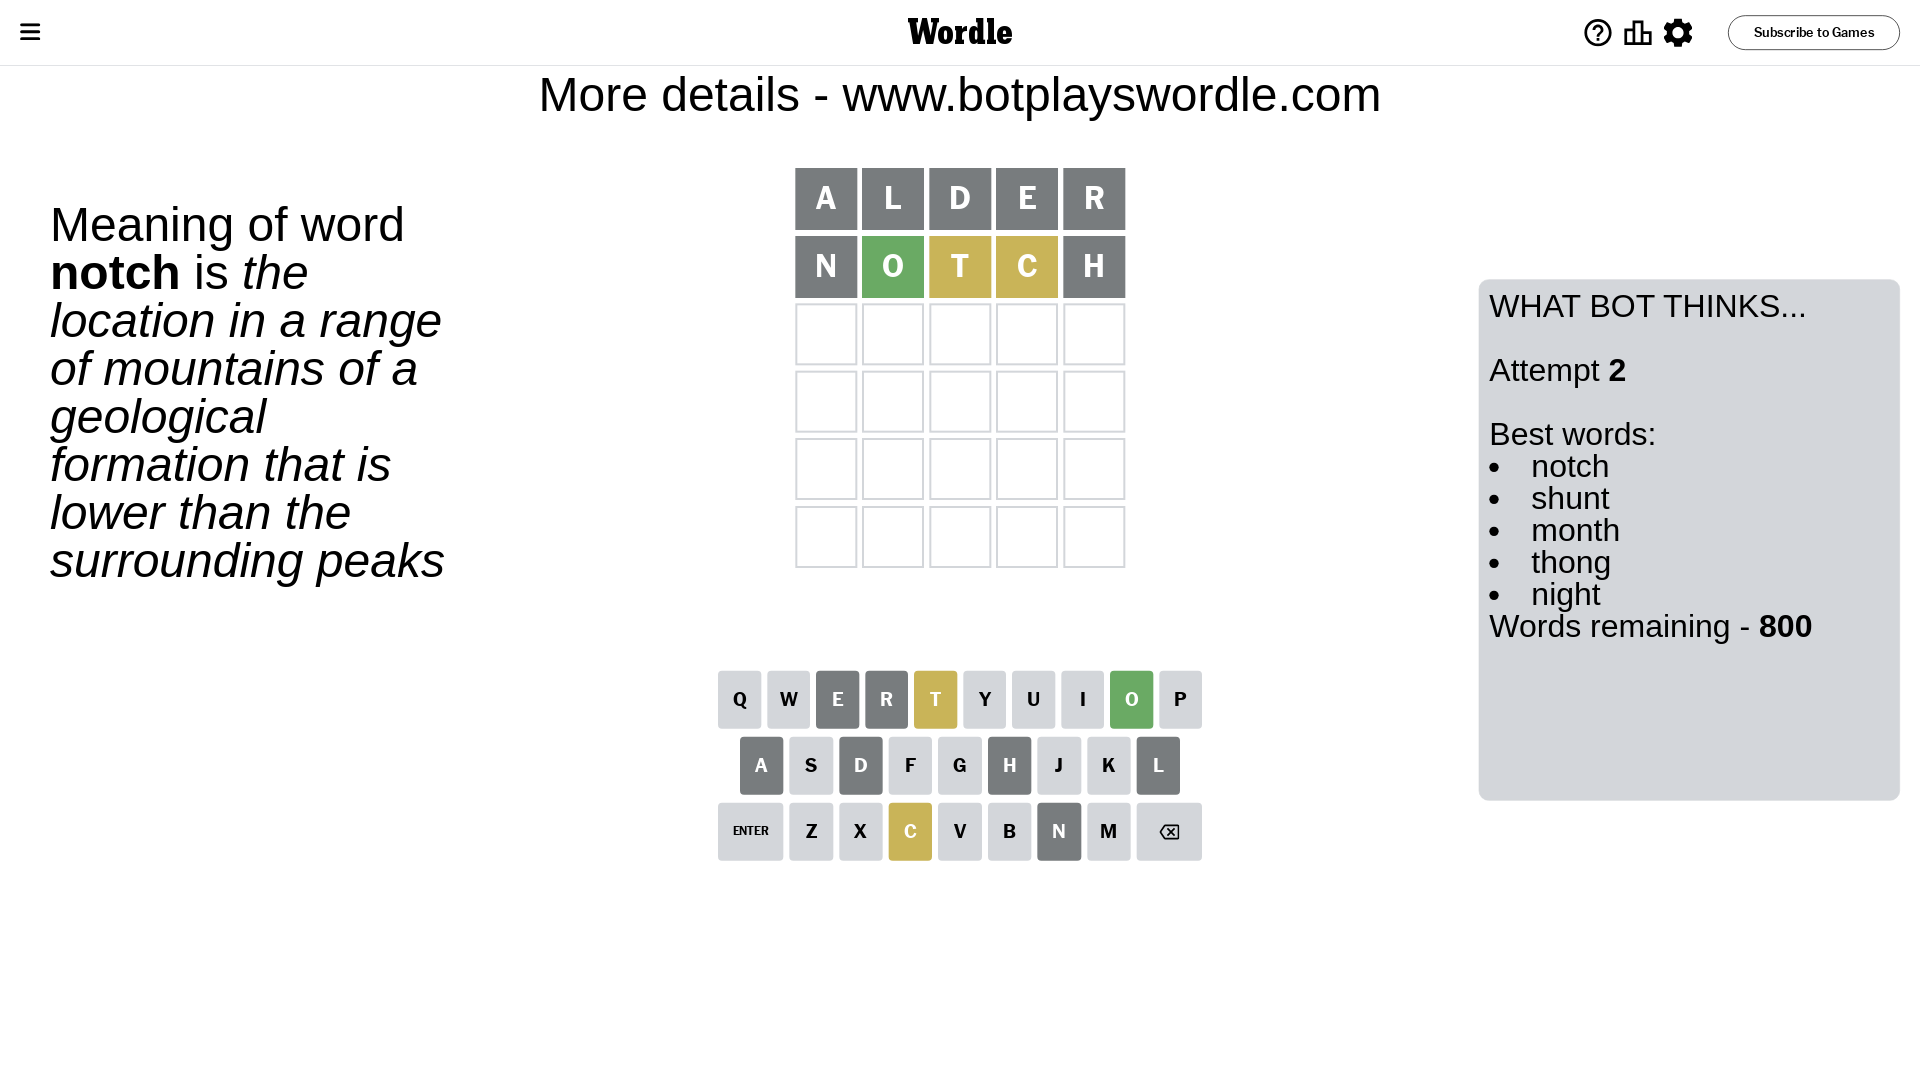 Wordle
Subscribe to Games
More details - www.botplayswordle.com
Meaning of word
notch is the
location in a range
of mountains of a
geological
formation that is
lower than the
surrounding peaks
A L D E R
N O T C H
WHAT BOT THINKS...
Attempt 2
Best words:
• notch
• shunt
• month
• thong
• night
Words remaining - 800
Q W E R T Y U I O P
A S D F G H J K L
ENTER Z X C V B N M